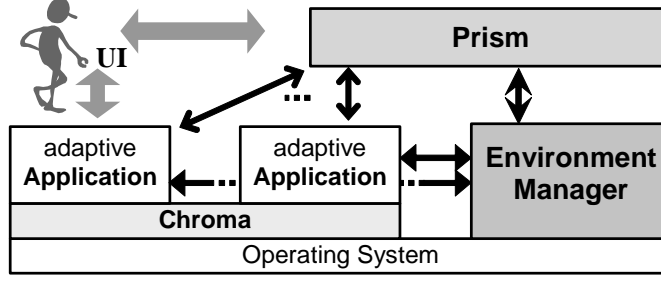 UI
Prism
...
adaptive
Application
adaptive
Application
Environment
Manager
Chroma
Operating System